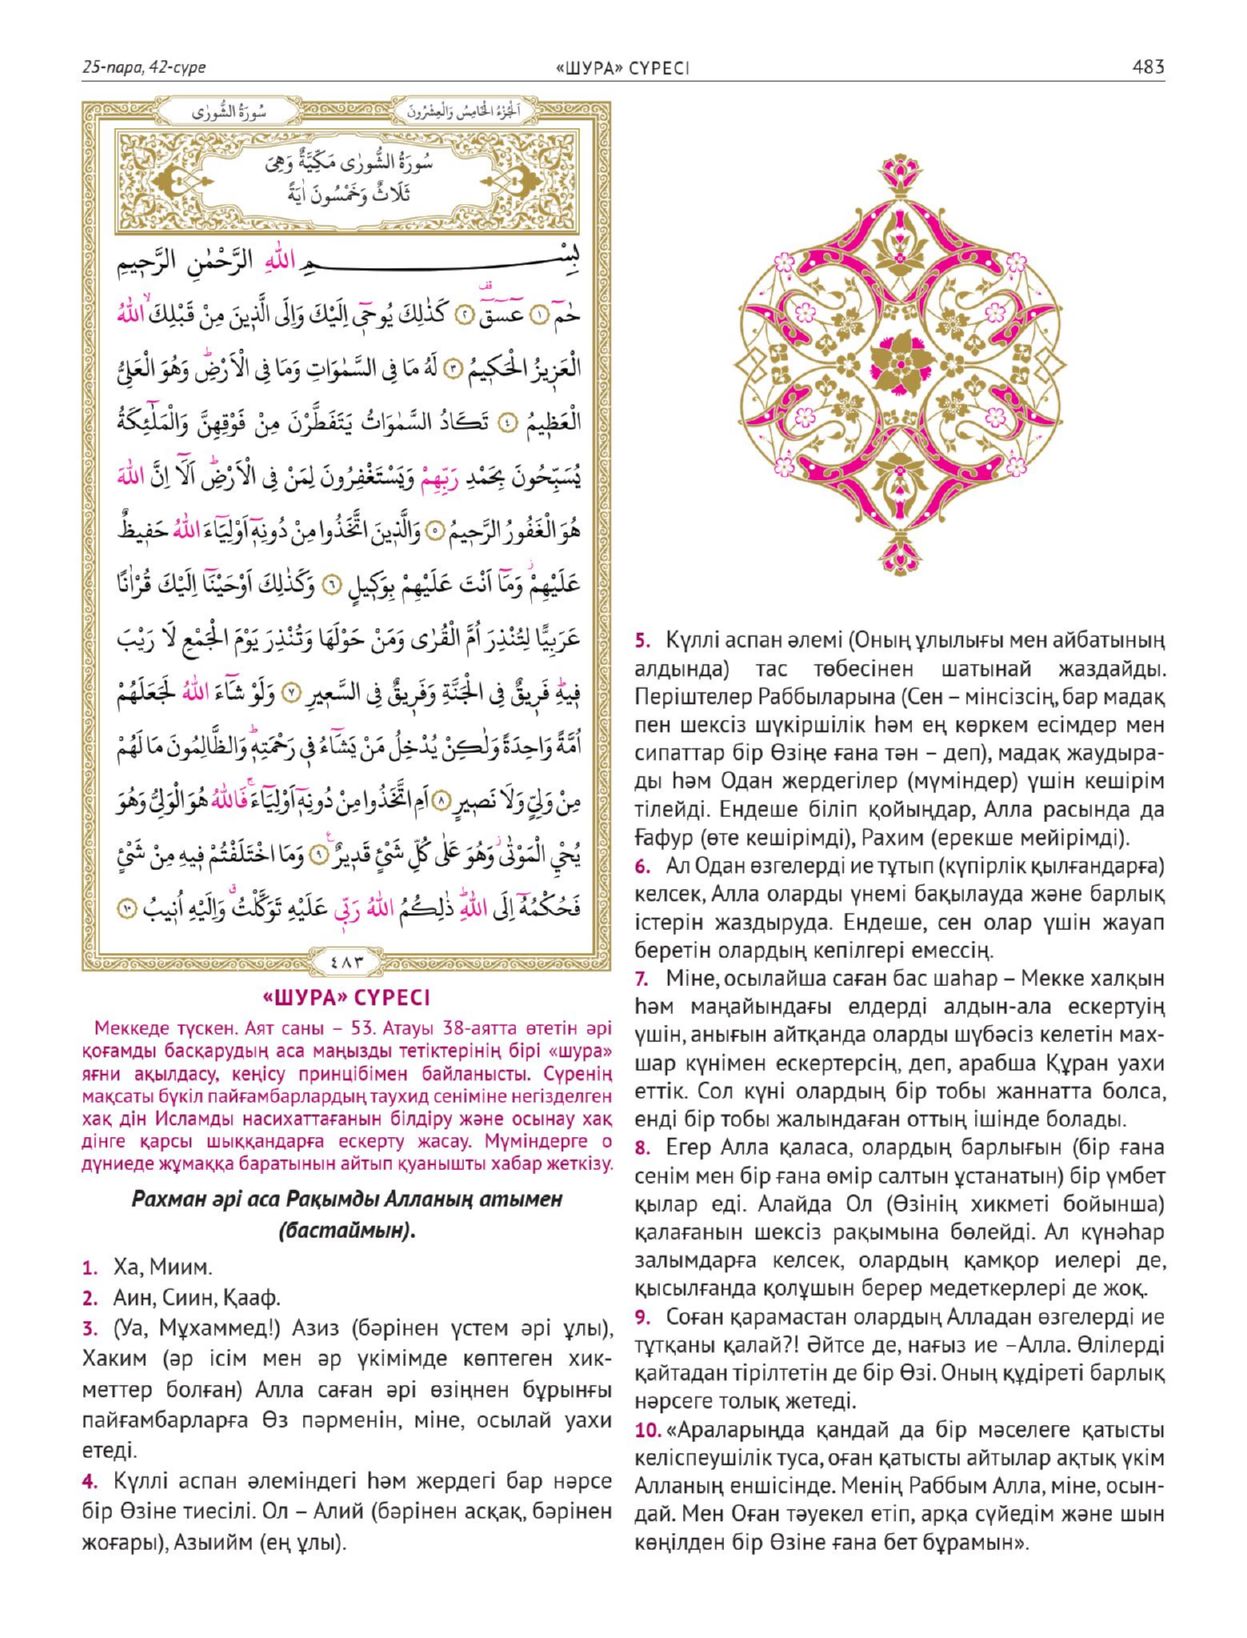 25-пара, 42-сүре
«ШУРА» СҮРЕСІ
483
سُورَةُ الشُّورٰى
اَلْجُزْءُ الْخَامِسُ وَالْعِشْرُونَ
سُورَةُ الشُّورٰى مَكِّيَّةٌ وَهِيَ
ثَلَاثٌ وَخَمْسُونَ اٰيَةً
بِسْمِ اللّٰهِ الرَّحْمٰنِ الرَّح۪يمِ
حٰمٓ ﴿١﴾ عٓسٓقٓ ﴿٢﴾ كَذٰلِكَ يُوح۪ٓي اِلَيْكَ وَاِلَى الَّذ۪ينَ مِنْ قَبْلِكَۙ اللّٰهُ
الْعَز۪يزُ الْحَك۪يمُ ﴿٣﴾ لَهُ مَا فِي السَّمٰوَاتِ وَمَا فِي الْاَرْضِۜ وَهُوَ الْعَلِيُّ
الْعَظ۪يمُ ﴿٤﴾ تَكَادُ السَّمٰوَاتُ يَتَفَطَّرْنَ مِنْ فَوْقِهِنَّ وَالْمَلٰٓئِكَةُ
يُسَبِّحُونَ بِحَمْدِ رَبِّهِمْ وَيَسْتَغْفِرُونَ لِمَنْ فِي الْاَرْضِۜ اَلَٓا اِنَّ اللّٰهَ
هُوَ الْغَفُورُ الرَّح۪يمُ ﴿٥﴾ وَالَّذ۪ينَ اتَّخَذُوا مِنْ دُونِه۪ٓ اَوْلِيَٓاءَ اللّٰهُ حَف۪يظٌ
عَلَيْهِمْۘ وَمَٓا اَنْتَ عَلَيْهِمْ بِوَك۪يلٍ ﴿٦﴾ وَكَذٰلِكَ اَوْحَيْنَٓا اِلَيْكَ قُرْاٰنًا
عَرَبِيًّا لِتُنْذِرَ اُمَّ الْقُرٰى وَمَنْ حَوْلَهَا وَتُنْذِرَ يَوْمَ الْجَمْعِ لَا رَيْبَ
ف۪يهِۜ فَر۪يقٌ فِي الْجَنَّةِ وَفَر۪يقٌ فِي السَّع۪يرِ ﴿٧﴾ وَلَوْ شَٓاءَ اللّٰهُ لَجَعَلَهُمْ
اُمَّةً وَاحِدَةً وَلٰكِنْ يُدْخِلُ مَنْ يَشَٓاءُ ف۪ي رَحْمَتِه۪ۜ وَالظَّالِمُونَ مَا لَهُمْ
مِنْ وَلِيٍّ وَلَا نَص۪يرٍ ﴿٨﴾ اَمِ اتَّخَذُوا مِنْ دُونِه۪ٓ اَوْلِيَٓاءَۚ فَاللّٰهُ هُوَ الْوَلِيُّ وَهُوَ
يُحْيِ الْمَوْتٰىۘ وَهُوَ عَلٰى كُلِّ شَيْءٍ قَد۪يرٌ۟ ﴿٩﴾ وَمَا اخْتَلَفْتُمْ ف۪يهِ مِنْ شَيْءٍ
فَحُكْمُهُٓ اِلَى اللّٰهِۜ ذٰلِكُمُ اللّٰهُ رَبّ۪ي عَلَيْهِ تَوَكَّلْتُۗ وَاِلَيْهِ اُن۪يبُ ﴿١٠﴾
٤٨٣
«ШУРА» СҮРЕСІ
Меккеде түскен. Аят саны – 53. Атауы 38-аятта өтетін әрі
қоғамды басқарудың аса маңызды тетіктерінің бірі «шура»
яғни ақылдасу, кеңісу принцібімен байланысты. Сүренің
мақсаты бүкіл пайғамбарлардың таухид сеніміне негізделген
хақ дін Исламды насихаттағанын білдіру және осынау хақ
дінге қарсы шыққандарға ескерту жасау. Мүміндерге о
дүниеде жұмаққа баратынын айтып қуанышты хабар жеткізу.
Рахман әрі аса Рақымды Алланың атымен
(бастаймын).
1. Ха, Миим.
2. Аин, Сиин, Қааф.
3. (Уа, Мұхаммед!) Азиз (бәрінен үстем әрі ұлы),
Хаким (әр ісім мен әр үкімімде көптеген хик-
меттер болған) Алла саған әрі өзіңнен бұрынғы
пайғамбарларға Өз пәрменін, міне, осылай уахи
етеді.
4. Күллі аспан әлеміндегі һәм жердегі бар нәрсе
бір Өзіне тиесілі. Ол – Алий (бәрінен асқақ, бәрінен
жоғары), Азыийм (ең ұлы).
5. Күллі аспан әлемі (Оның ұлылығы мен айбатының
алдында) тас төбесінен шатынай жаздайды.
Періштелер Раббыларына (Сен – мінсізсің, бар мадақ
пен шексіз шүкіршілік һәм ең көркем есімдер мен
сипаттар бір Өзіңе ғана тән – деп), мадақ жаудыра-
ды һәм Одан жердегілер (мүміндер) үшін кешірім
тілейді. Ендеше біліп қойыңдар, Алла расында да
Ғафур (өте кешірімді), Рахим (ерекше мейірімді).
6. Ал Одан өзгелерді ие тұтып (күпірлік қылғандарға)
келсек, Алла оларды үнемі бақылауда және барлық
істерін жаздыруда. Ендеше, сен олар үшін жауап
беретін олардың кепілгері емессің.
7. Міне, осылайша саған бас шаһар – Мекке халқын
һәм маңайындағы елдерді алдын-ала ескертуің
үшін, анығын айтқанда оларды шүбәсіз келетін мах-
шар күнімен ескертерсің, деп, арабша Құран уахи
еттік. Сол күні олардың бір тобы жаннатта болса,
енді бір тобы жалындаған оттың ішінде болады.
8. Егер Алла қаласа, олардың барлығын (бір ғана
сенім мен бір ғана өмір салтын ұстанатын) бір үмбет
қылар еді. Алайда Ол (Өзінің хикметі бойынша)
қалағанын шексіз рақымына бөлейді. Ал күнәһар
залымдарға келсек, олардың қамқор иелері де,
қысылғанда қолұшын берер медеткерлері де жоқ.
9. Соған қарамастан олардың Алладан өзгелерді ие
тұтқаны қалай?! Әйтсе де, нағыз ие –Алла. Өлілерді
қайтадан тірілтетін де бір Өзі. Оның құдіреті барлық
нәрсеге толық жетеді.
10. «Араларыңда қандай да бір мәселеге қатысты
келіспеушілік туса, оған қатысты айтылар ақтық үкім
Алланың еншісінде. Менің Раббым Алла, міне, осын-
дай. Мен Оған тәуекел етіп, арқа сүйедім және шын
көңілден бір Өзіне ғана бет бұрамын».